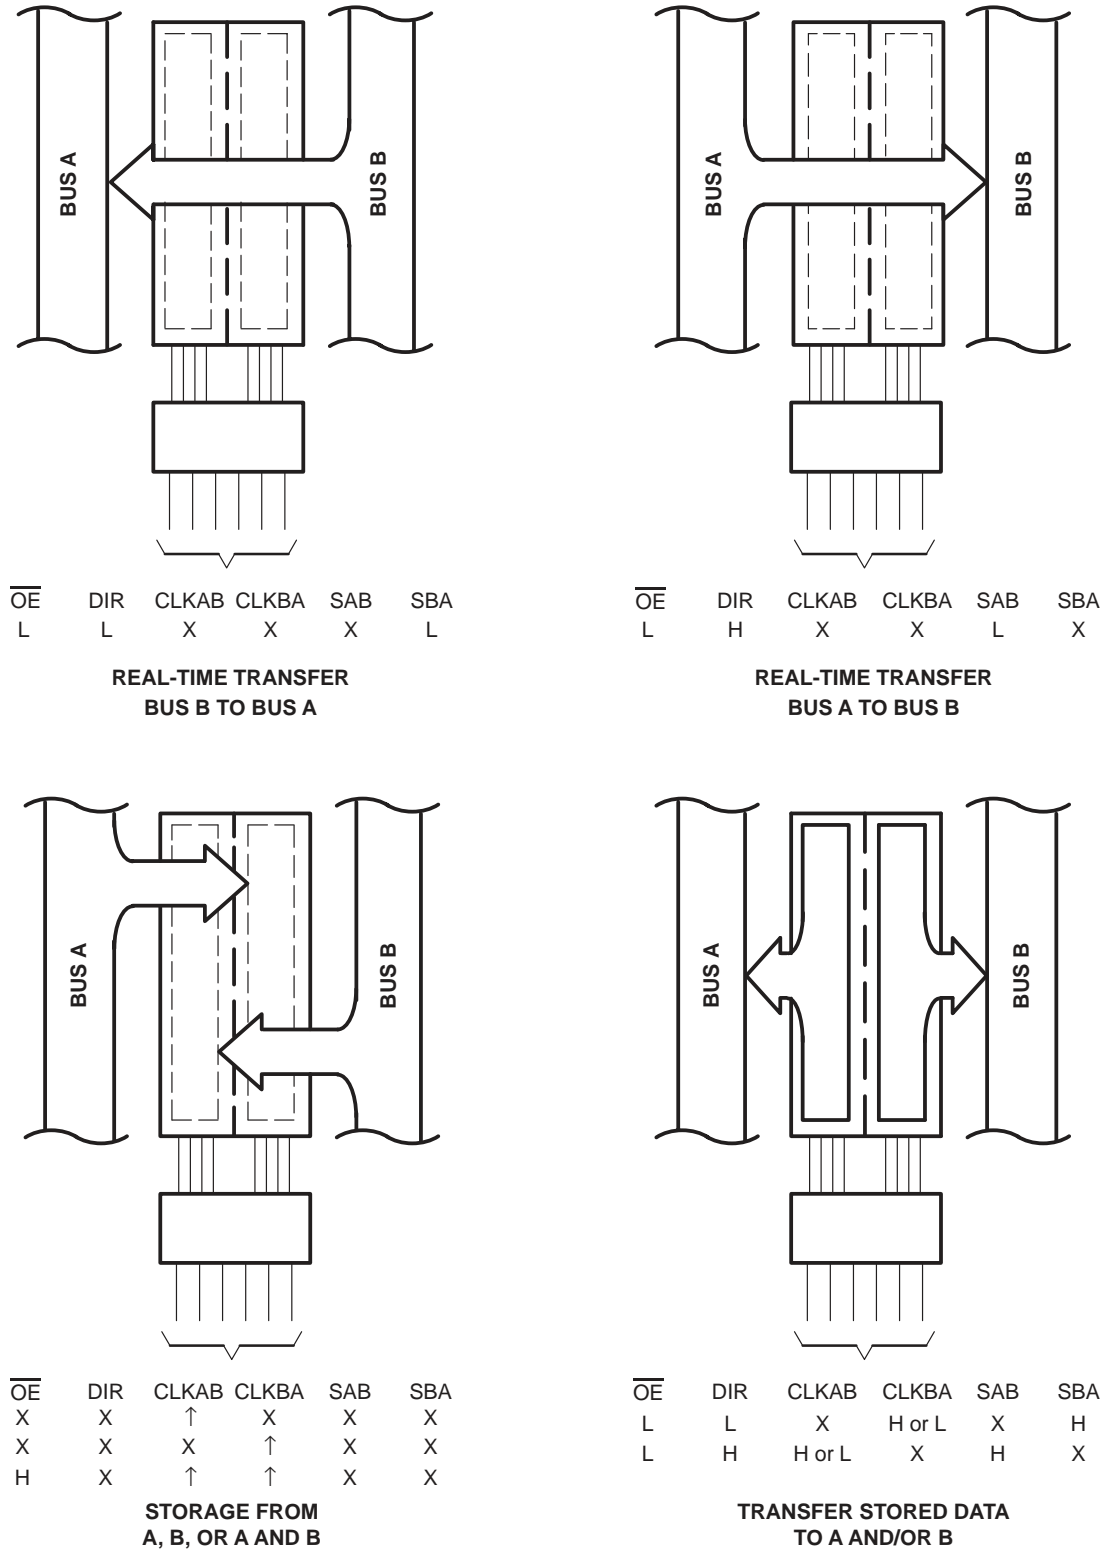 BUS A
BUS B
OE DIR CLKAB CLKBA SAB SBA
L L X X X L
REAL-TIME TRANSFER
BUS B TO BUS A
BUS A
BUS B
OE DIR CLKAB CLKBA SAB SBA
L H X X L X
REAL-TIME TRANSFER
BUS A TO BUS B
BUS A
BUS B
OE DIR CLKAB CLKBA SAB SBA
X X ↑ X X X
X X X ↑ X X
H X ↑ ↑ X X
STORAGE FROM
A, B, OR A AND B
BUS A
BUS B
OE DIR CLKAB CLKBA SAB SBA
L L X H or L X H
L H H or L X H X
TRANSFER STORED DATA
TO A AND/OR B